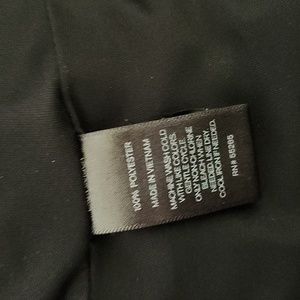 100% POLYESTER
MADE IN VIETNAM
MACHINE WASH COLD
WITH LIKE COLORS.
GENTLE CYCLE.
ONLY NON-CHLORINE
BLEACH WHEN
NEEDED. LINE DRY.
COOL IRON IF NEEDED.
RN# 55285